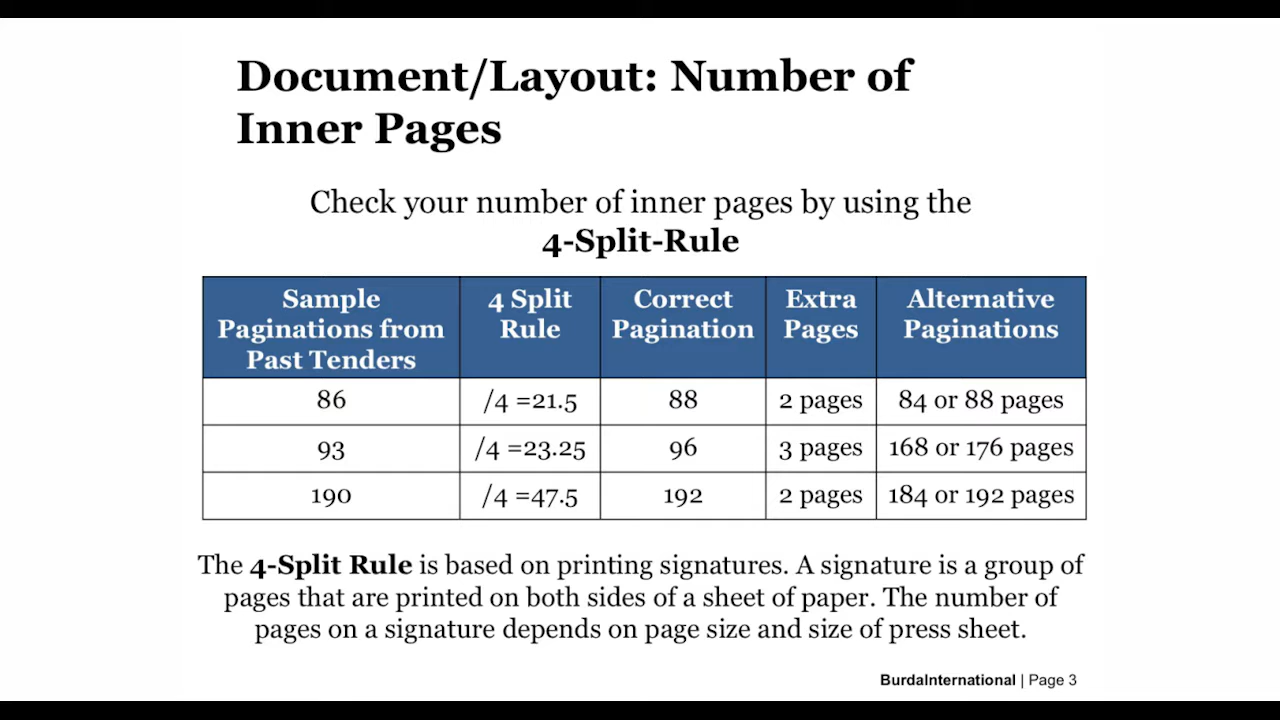 Document/Layout: Number of
Inner Pages
Check your number of inner pages by using the
4-Split-Rule
Sample Paginations from Past Tenders | 4 Split Rule | Correct Pagination | Extra Pages | Alternative Paginations
86 | /4 =21.5 | 88 | 2 pages | 84 or 88 pages
93 | /4 =23.25 | 96 | 3 pages | 168 or 176 pages
190 | /4 =47.5 | 192 | 2 pages | 184 or 192 pages
The 4-Split Rule is based on printing signatures. A signature is a group of
pages that are printed on both sides of a sheet of paper. The number of
pages on a signature depends on page size and size of press sheet.
BurdaInternational | Page 3